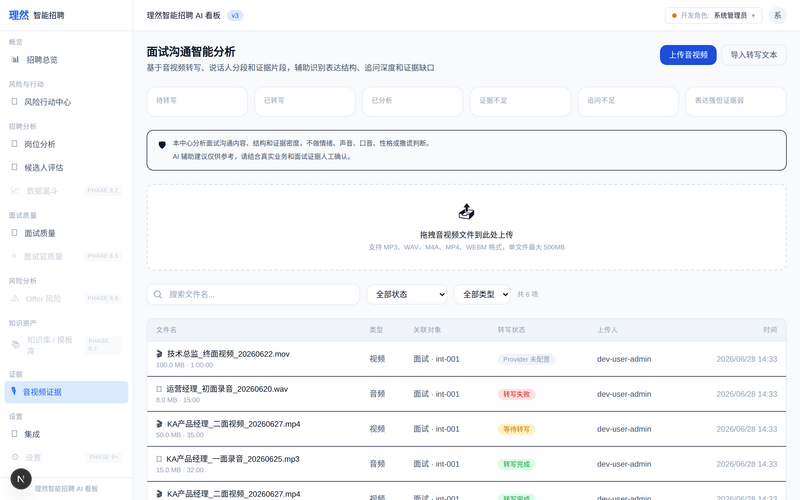 理然 智能招聘
理然智能招聘 AI 看板
v3
开发角色: 系统管理员
系
概览
招聘总览
风险与行动
风险行动中心
招聘分析
岗位分析
候选人评估
数据漏斗
PHASE 8.2
面试质量
面试质量
面试官质量
PHASE 8.5
风险分析
Offer 风险
PHASE 8.6
知识资产
知识库 / 模板库
PHASE 8.7
证据
音视频证据
设置
集成
设置
PHASE 9+
N
理然智能招聘 AI 看板
面试沟通智能分析
基于音视频转写、说话人分段和证据片段，辅助识别表达结构、追问深度和证据缺口
上传音视频
导入转写文本
待转写
已转写
已分析
证据不足
追问不足
表达强但证据弱
本中心分析面试沟通内容、结构和证据密度，不做情绪、声音、口音、性格或撒谎判断。
AI 辅助建议仅供参考，请结合真实业务和面试证据人工确认。
拖拽音视频文件到此处上传
支持 MP3、WAV、M4A、MP4、WEBM 格式，单文件最大 500MB
搜索文件名...
全部状态
全部类型
共 6 项
文件名 类型 关联对象 转写状态 上传人 时间
技术总监_终面视频_20260622.mov 视频 面试 · int-001 Provider 未配置 dev-user-admin 2026/06/28 14:33
100.0 MB · 1:00:00
运营经理_初面录音_20260620.wav 音频 面试 · int-001 转写失败 dev-user-admin 2026/06/28 14:33
8.0 MB · 15:00
KA产品经理_二面视频_20260627.mp4 视频 面试 · int-001 等待转写 dev-user-admin 2026/06/28 14:33
50.0 MB · 35:00
KA产品经理_一面录音_20260625.mp3 音频 面试 · int-001 转写完成 dev-user-admin 2026/06/28 14:33
15.0 MB · 32:00
KA产品经理_二面视频_20260627.mp4 视频 面试 · int-001 转写完成 dev-user-admin 2026/06/28 14:33